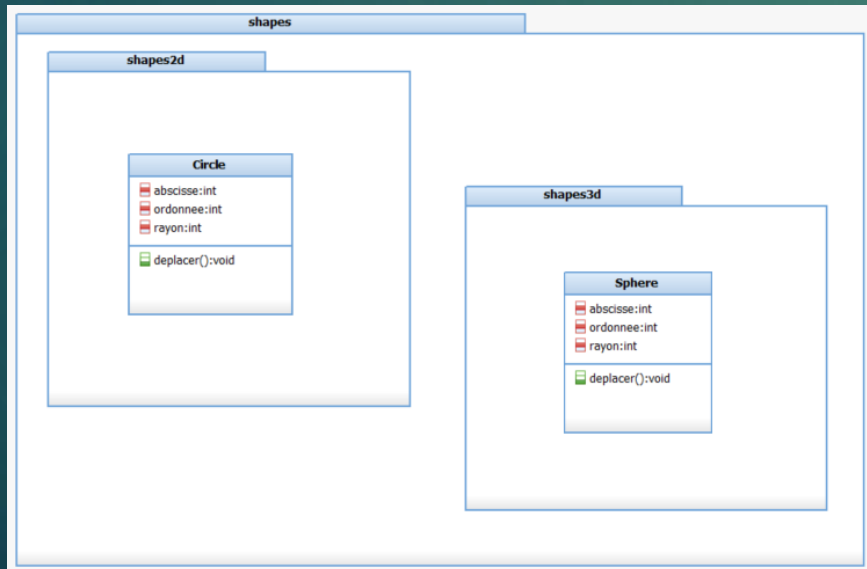 shapes
shapes2d
Circle
abscisse:int
ordonnee:int
rayon:int
deplacer():void
shapes3d
Sphere
abscisse:int
ordonnee:int
rayon:int
deplacer():void